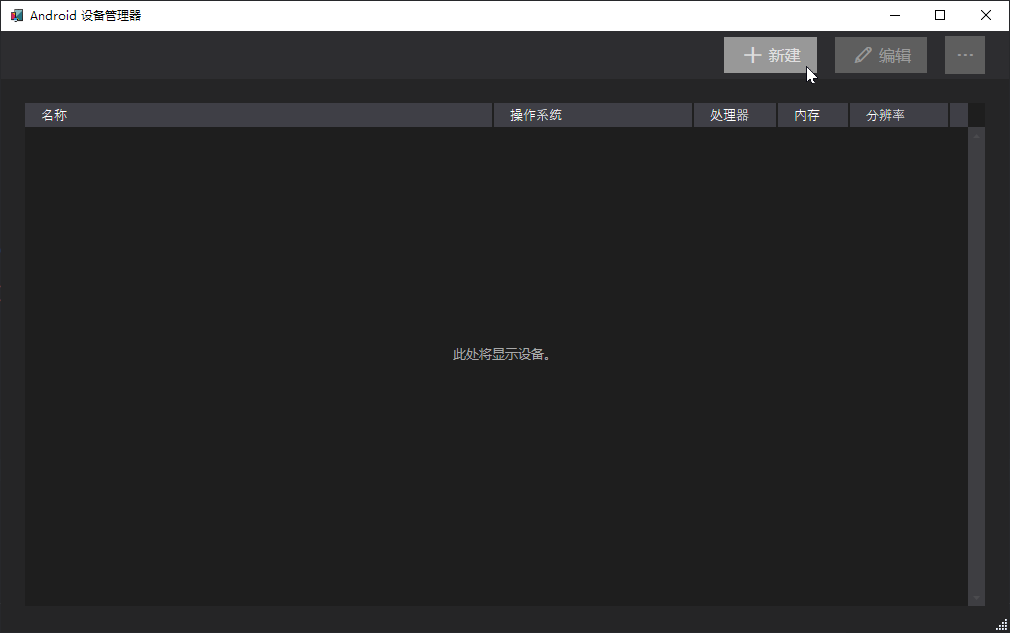 Android 设备管理器
新建 编辑
名称 操作系统 处理器 内存 分辨率
此处将显示设备。